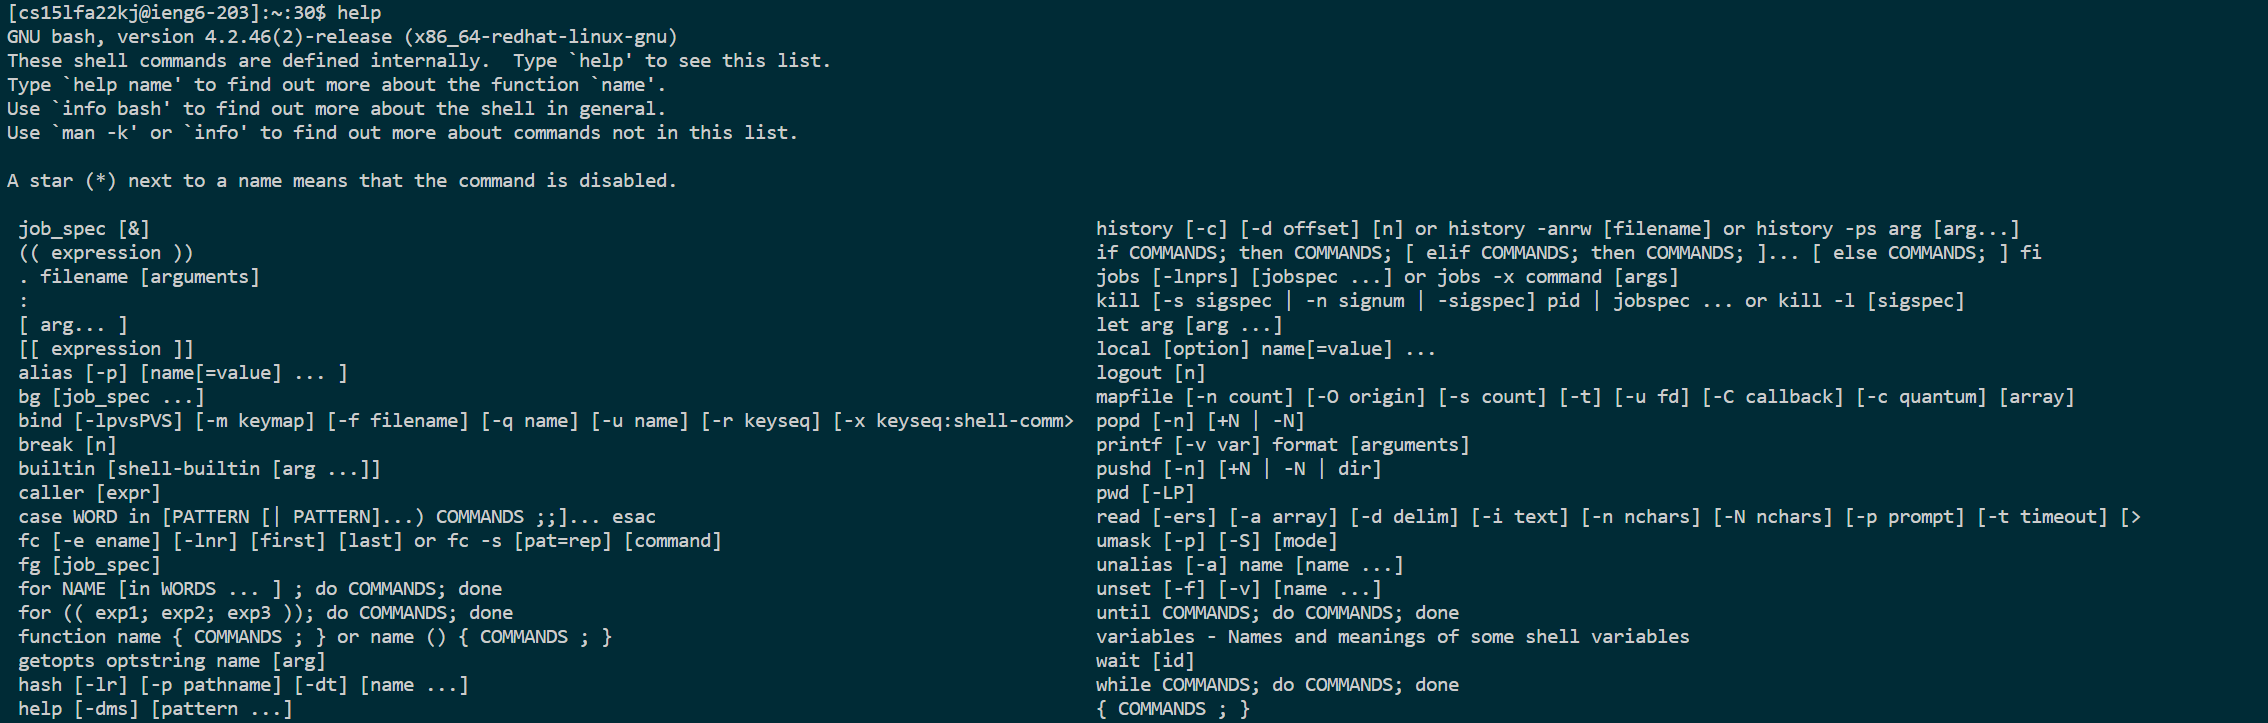 [cs15lfa22kj@ieng6-203]:~:30$ help
GNU bash, version 4.2.46(2)-release (x86_64-redhat-linux-gnu)
These shell commands are defined internally.  Type `help' to see this list.
Type `help name' to find out more about the function `name'.
Use `info bash' to find out more about the shell in general.
Use `man -k' or `info' to find out more about commands not in this list.

A star (*) next to a name means that the command is disabled.

job_spec [&]
(( expression ))
. filename [arguments]
:
[ arg... ]
[[ expression ]]
alias [-p] [name[=value] ... ]
bg [job_spec ...]
bind [-lpvsPVS] [-m keymap] [-f filename] [-q name] [-u name] [-r keyseq] [-x keyseq:shell-comm>
break [n]
builtin [shell-builtin [arg ...]]
caller [expr]
case WORD in [PATTERN [| PATTERN]...) COMMANDS ;;]... esac
fc [-e ename] [-lnr] [first] [last] or fc -s [pat=rep] [command]
fg [job_spec]
for NAME [in WORDS ... ] ; do COMMANDS; done
for (( exp1; exp2; exp3 )); do COMMANDS; done
function name { COMMANDS ; } or name () { COMMANDS ; }
getopts optstring name [arg]
hash [-lr] [-p pathname] [-dt] [name ...]
help [-dms] [pattern ...]
history [-c] [-d offset] [n] or history -anrw [filename] or history -ps arg [arg...]
if COMMANDS; then COMMANDS; [ elif COMMANDS; then COMMANDS; ]... [ else COMMANDS; ] fi
jobs [-lnprs] [jobspec ...] or jobs -x command [args]
kill [-s sigspec | -n signum | -sigspec] pid | jobspec ... or kill -l [sigspec]
let arg [arg ...]
local [option] name[=value] ...
logout [n]
mapfile [-n count] [-O origin] [-s count] [-t] [-u fd] [-C callback] [-c quantum] [array]
popd [-n] [+N | -N]
printf [-v var] format [arguments]
pushd [-n] [+N | -N | dir]
pwd [-LP]
read [-ers] [-a array] [-d delim] [-i text] [-n nchars] [-N nchars] [-p prompt] [-t timeout] [>
umask [-p] [-S] [mode]
unalias [-a] name [name ...]
unset [-f] [-v] [name ...]
until COMMANDS; do COMMANDS; done
variables - Names and meanings of some shell variables
wait [id]
while COMMANDS; do COMMANDS; done
{ COMMANDS ; }